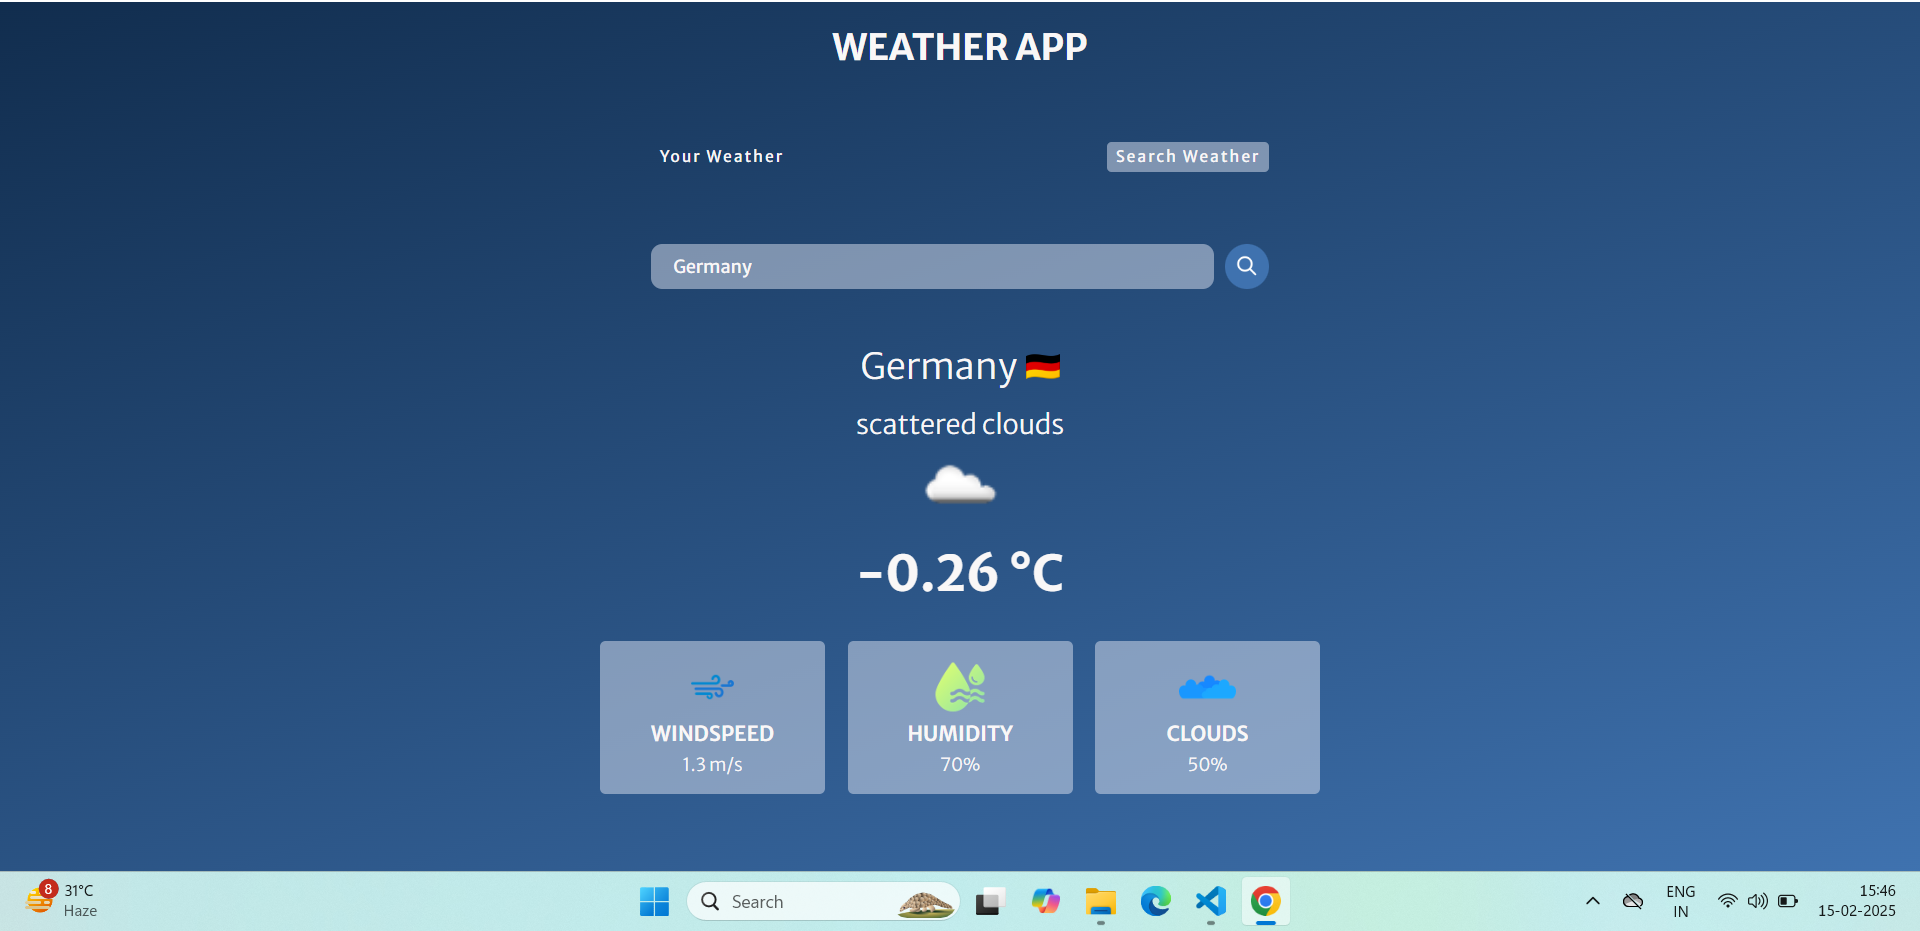 WEATHER APP
Your Weather
Search Weather
Germany
Germany
scattered clouds
-0.26 °C
WINDSPEED
1.3 m/s
HUMIDITY
70%
CLOUDS
50%
8
31°C
Haze
Search
ENG
IN
15:46
15-02-2025